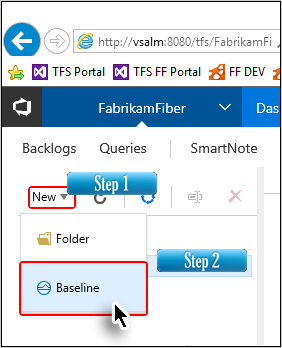 http://vsalm:8080/tfs/FabrikamFi
TFS Portal TFS FF Portal FF DEV
FabrikamFiber Das
Backlogs Queries SmartNote
Step 1
New
Folder
Step 2
Baseline